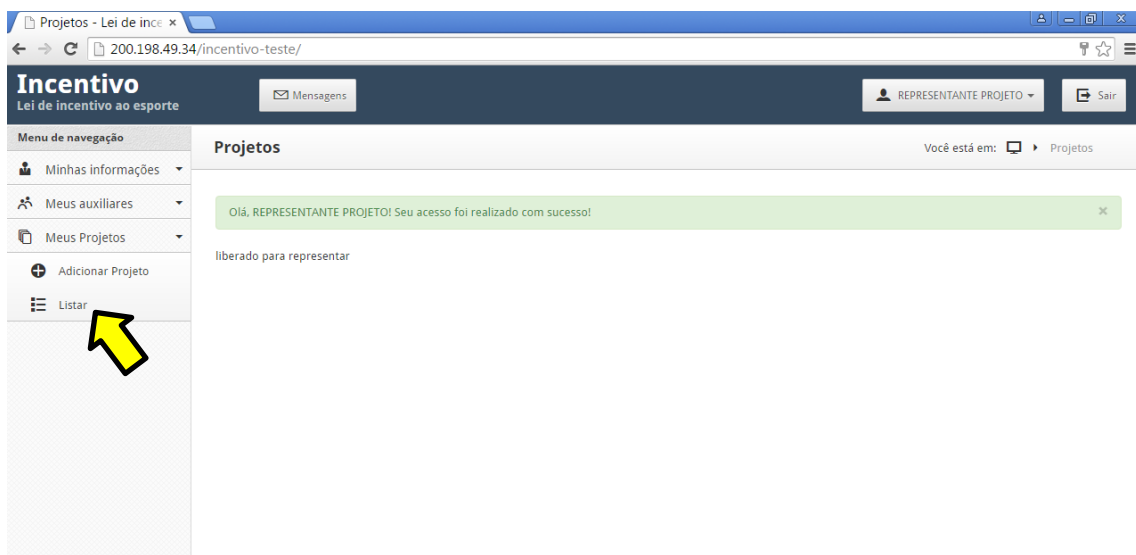 Projetos - Lei de ince
200.198.49.34/incentivo-teste/
Incentivo
Lei de incentivo ao esporte
Mensagens
REPRESENTANTE PROJETO
Sair
Menu de navegação
Projetos
Você está em:
Projetos
Minhas informações
Meus auxiliares
Olá, REPRESENTANTE PROJETO! Seu acesso foi realizado com sucesso!
Meus Projetos
liberado para representar
Adicionar Projeto
Listar